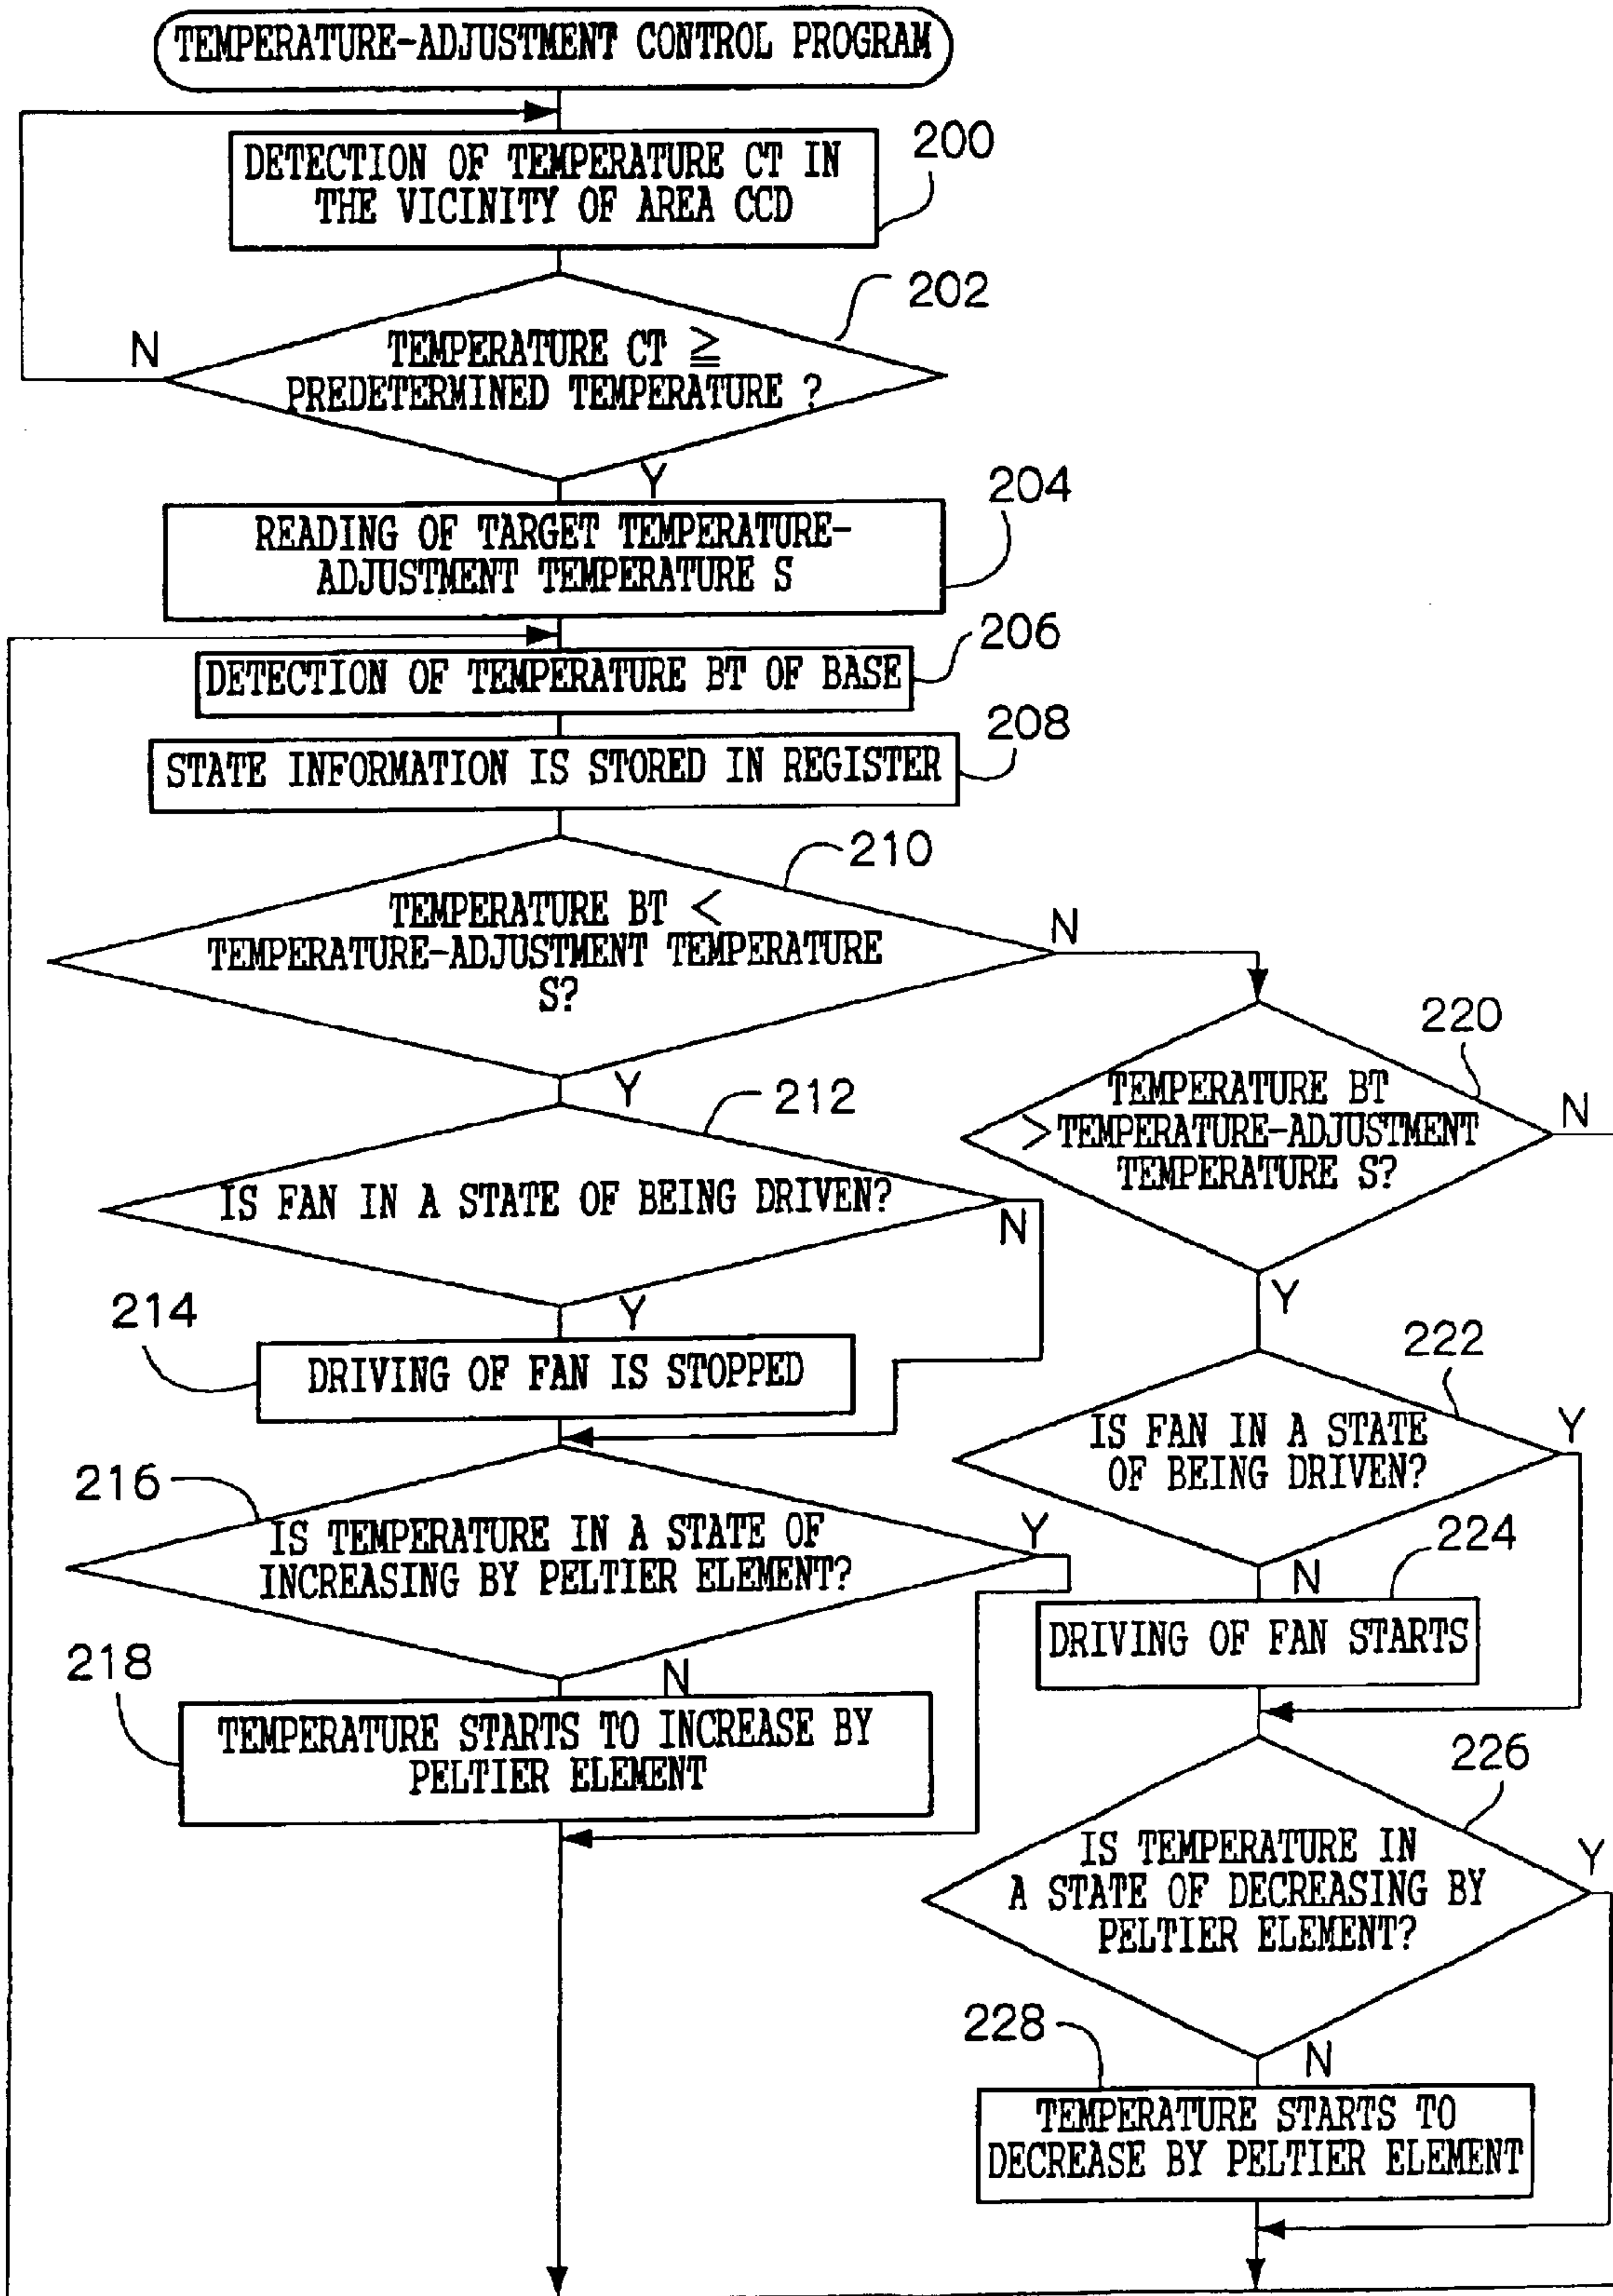 TEMPERATURE-ADJUSTMENT CONTROL PROGRAM
DETECTION OF TEMPERATURE CT IN
THE VICINITY OF AREA CCD
200
TEMPERATURE CT ≧
PREDETERMINED TEMPERATURE ?
202
N
Y
READING OF TARGET TEMPERATURE-
ADJUSTMENT TEMPERATURE S
204
DETECTION OF TEMPERATURE BT OF BASE
206
STATE INFORMATION IS STORED IN REGISTER
208
TEMPERATURE BT <
TEMPERATURE-ADJUSTMENT TEMPERATURE
S?
210
N
Y
IS FAN IN A STATE OF BEING DRIVEN?
212
N
Y
DRIVING OF FAN IS STOPPED
214
IS TEMPERATURE IN A STATE OF
INCREASING BY PELTIER ELEMENT?
216
Y
N
TEMPERATURE STARTS TO INCREASE BY
PELTIER ELEMENT
218
TEMPERATURE BT
>TEMPERATURE-ADJUSTMENT
TEMPERATURE S?
220
N
Y
IS FAN IN A STATE
OF BEING DRIVEN?
222
Y
N
DRIVING OF FAN STARTS
224
IS TEMPERATURE IN
A STATE OF DECREASING BY
PELTIER ELEMENT?
226
Y
N
TEMPERATURE STARTS TO
DECREASE BY PELTIER ELEMENT
228